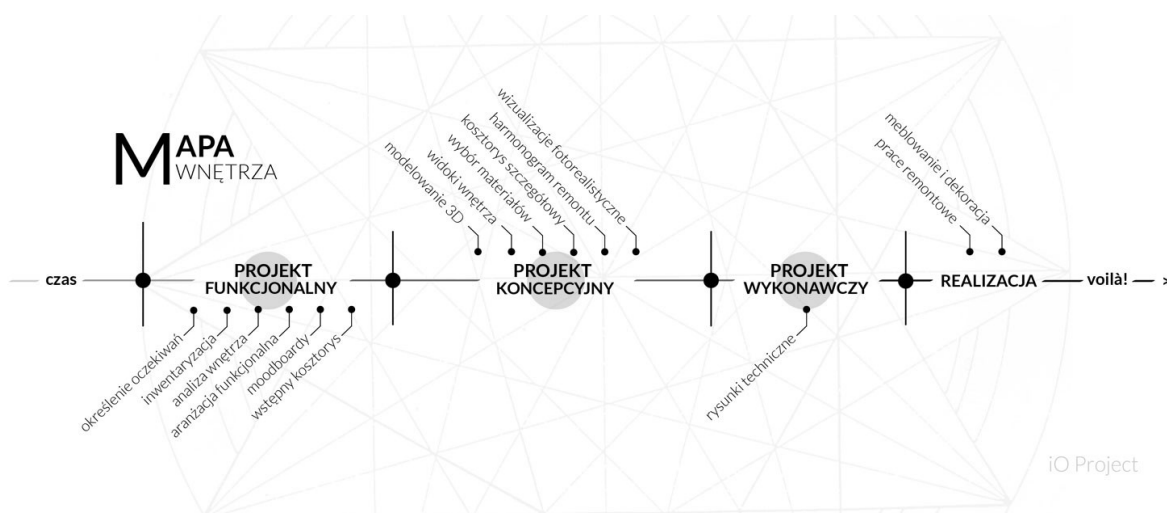 MAPA
WNĘTRZA
czas
PROJEKT
FUNKCJONALNY
określenie oczekiwań
inwentaryzacja
analiza wnętrza
aranżacja funkcjonalna
moodboardy
wstępny kosztorys
PROJEKT
KONCEPCYJNY
modelowanie 3D
widoki wnętrza
wybór materiałów
kosztorys szczegółowy
harmonogram remontu
wizualizacje fotorealistyczne
PROJEKT
WYKONAWCZY
rysunki techniczne
REALIZACJA
prace remontowe
meblowanie i dekoracja
voilà!
iO Project